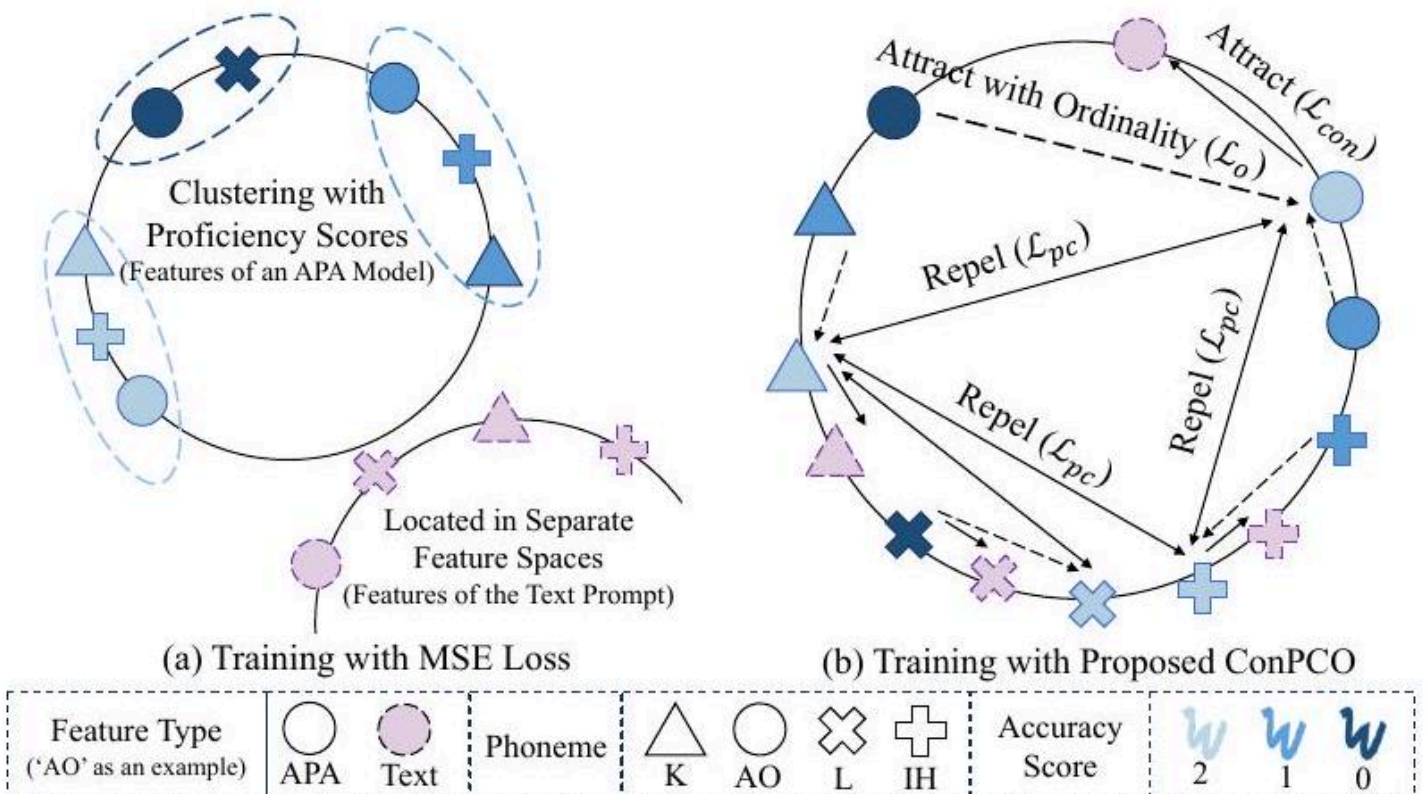 Clustering with
Proficiency Scores
(Features of an APA Model)
Located in Separate
Feature Spaces
(Features of the Text Prompt)
(a) Training with MSE Loss
Attract with Ordinality (ℒₒ)
Attract (ℒ_con)
Repel (ℒ_pc)
Repel (ℒ_pc)
Repel (ℒ_pc)
(b) Training with Proposed ConPCO
Feature Type
('AO' as an example)
APA
Text
Phoneme
K
AO
L
IH
Accuracy
Score
2
1
0